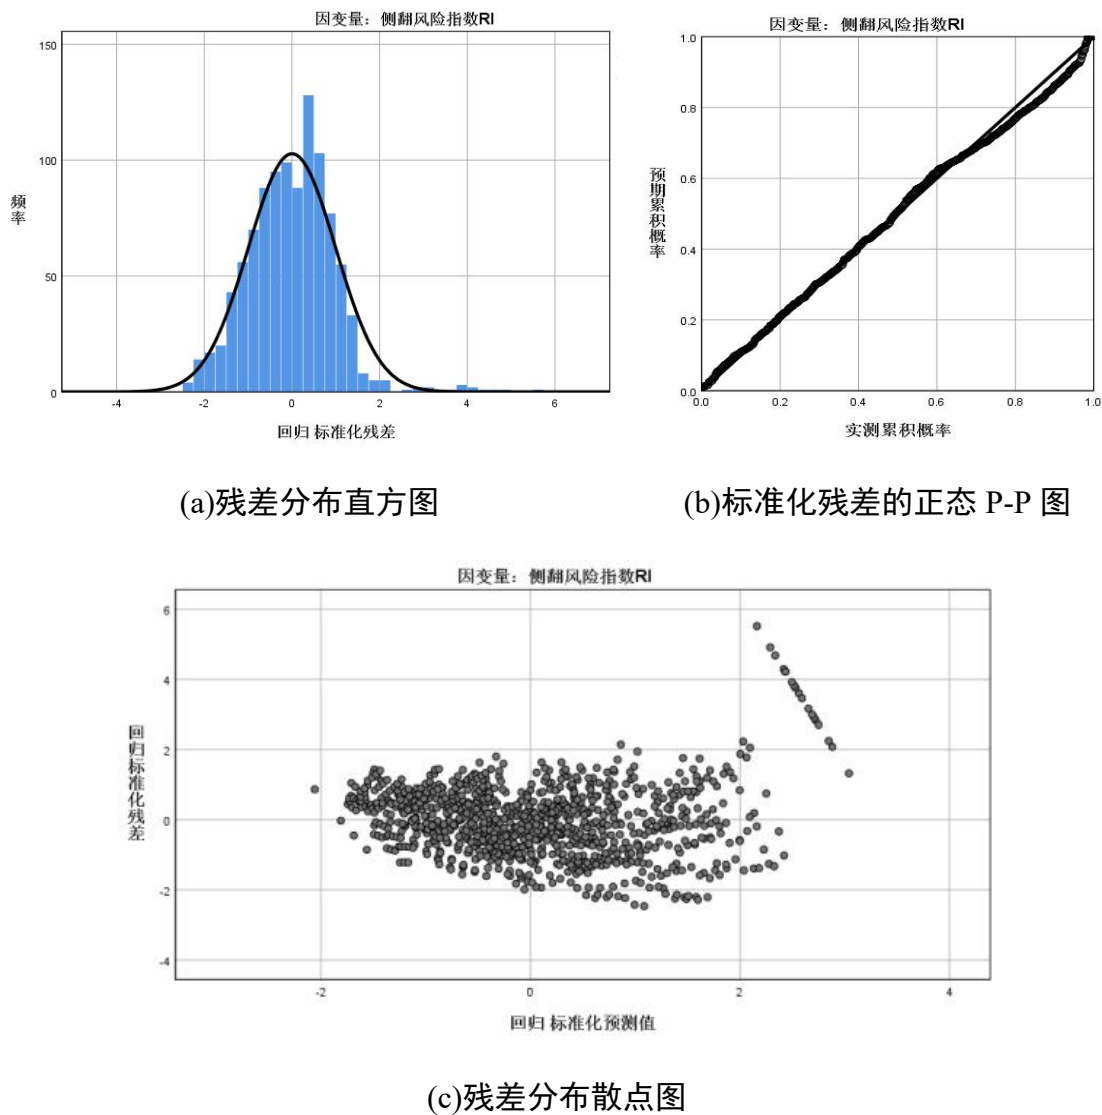 因变量：侧翻风险指数RI
150
100
50
0
频率
-4 -2 0 2 4 6
回归 标准化残差
(a)残差分布直方图
因变量：侧翻风险指数RI
1.0
0.8
0.6
0.4
0.2
0.0
预期累积概率
0.0 0.2 0.4 0.6 0.8 1.0
实测累积概率
(b)标准化残差的正态 P-P 图
因变量：侧翻风险指数RI
6
4
2
0
-2
-4
回归 标准化残差
-2 0 2 4
回归 标准化预测值
(c)残差分布散点图